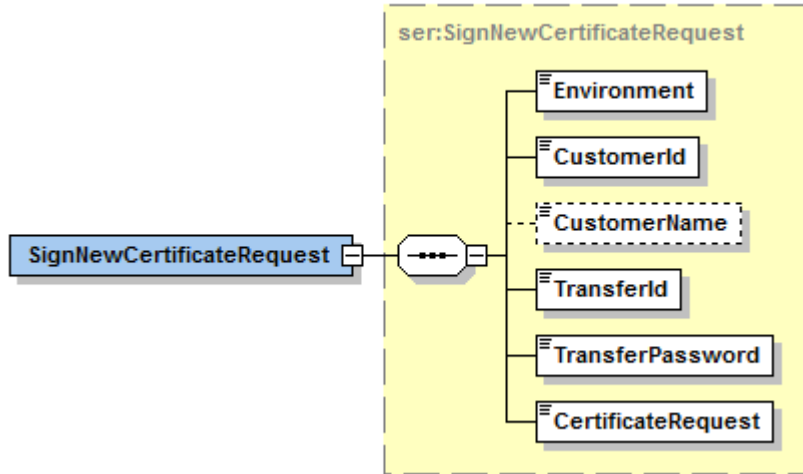 ser:SignNewCertificateRequest
Environment
CustomerId
CustomerName
SignNewCertificateRequest
TransferId
TransferPassword
CertificateRequest